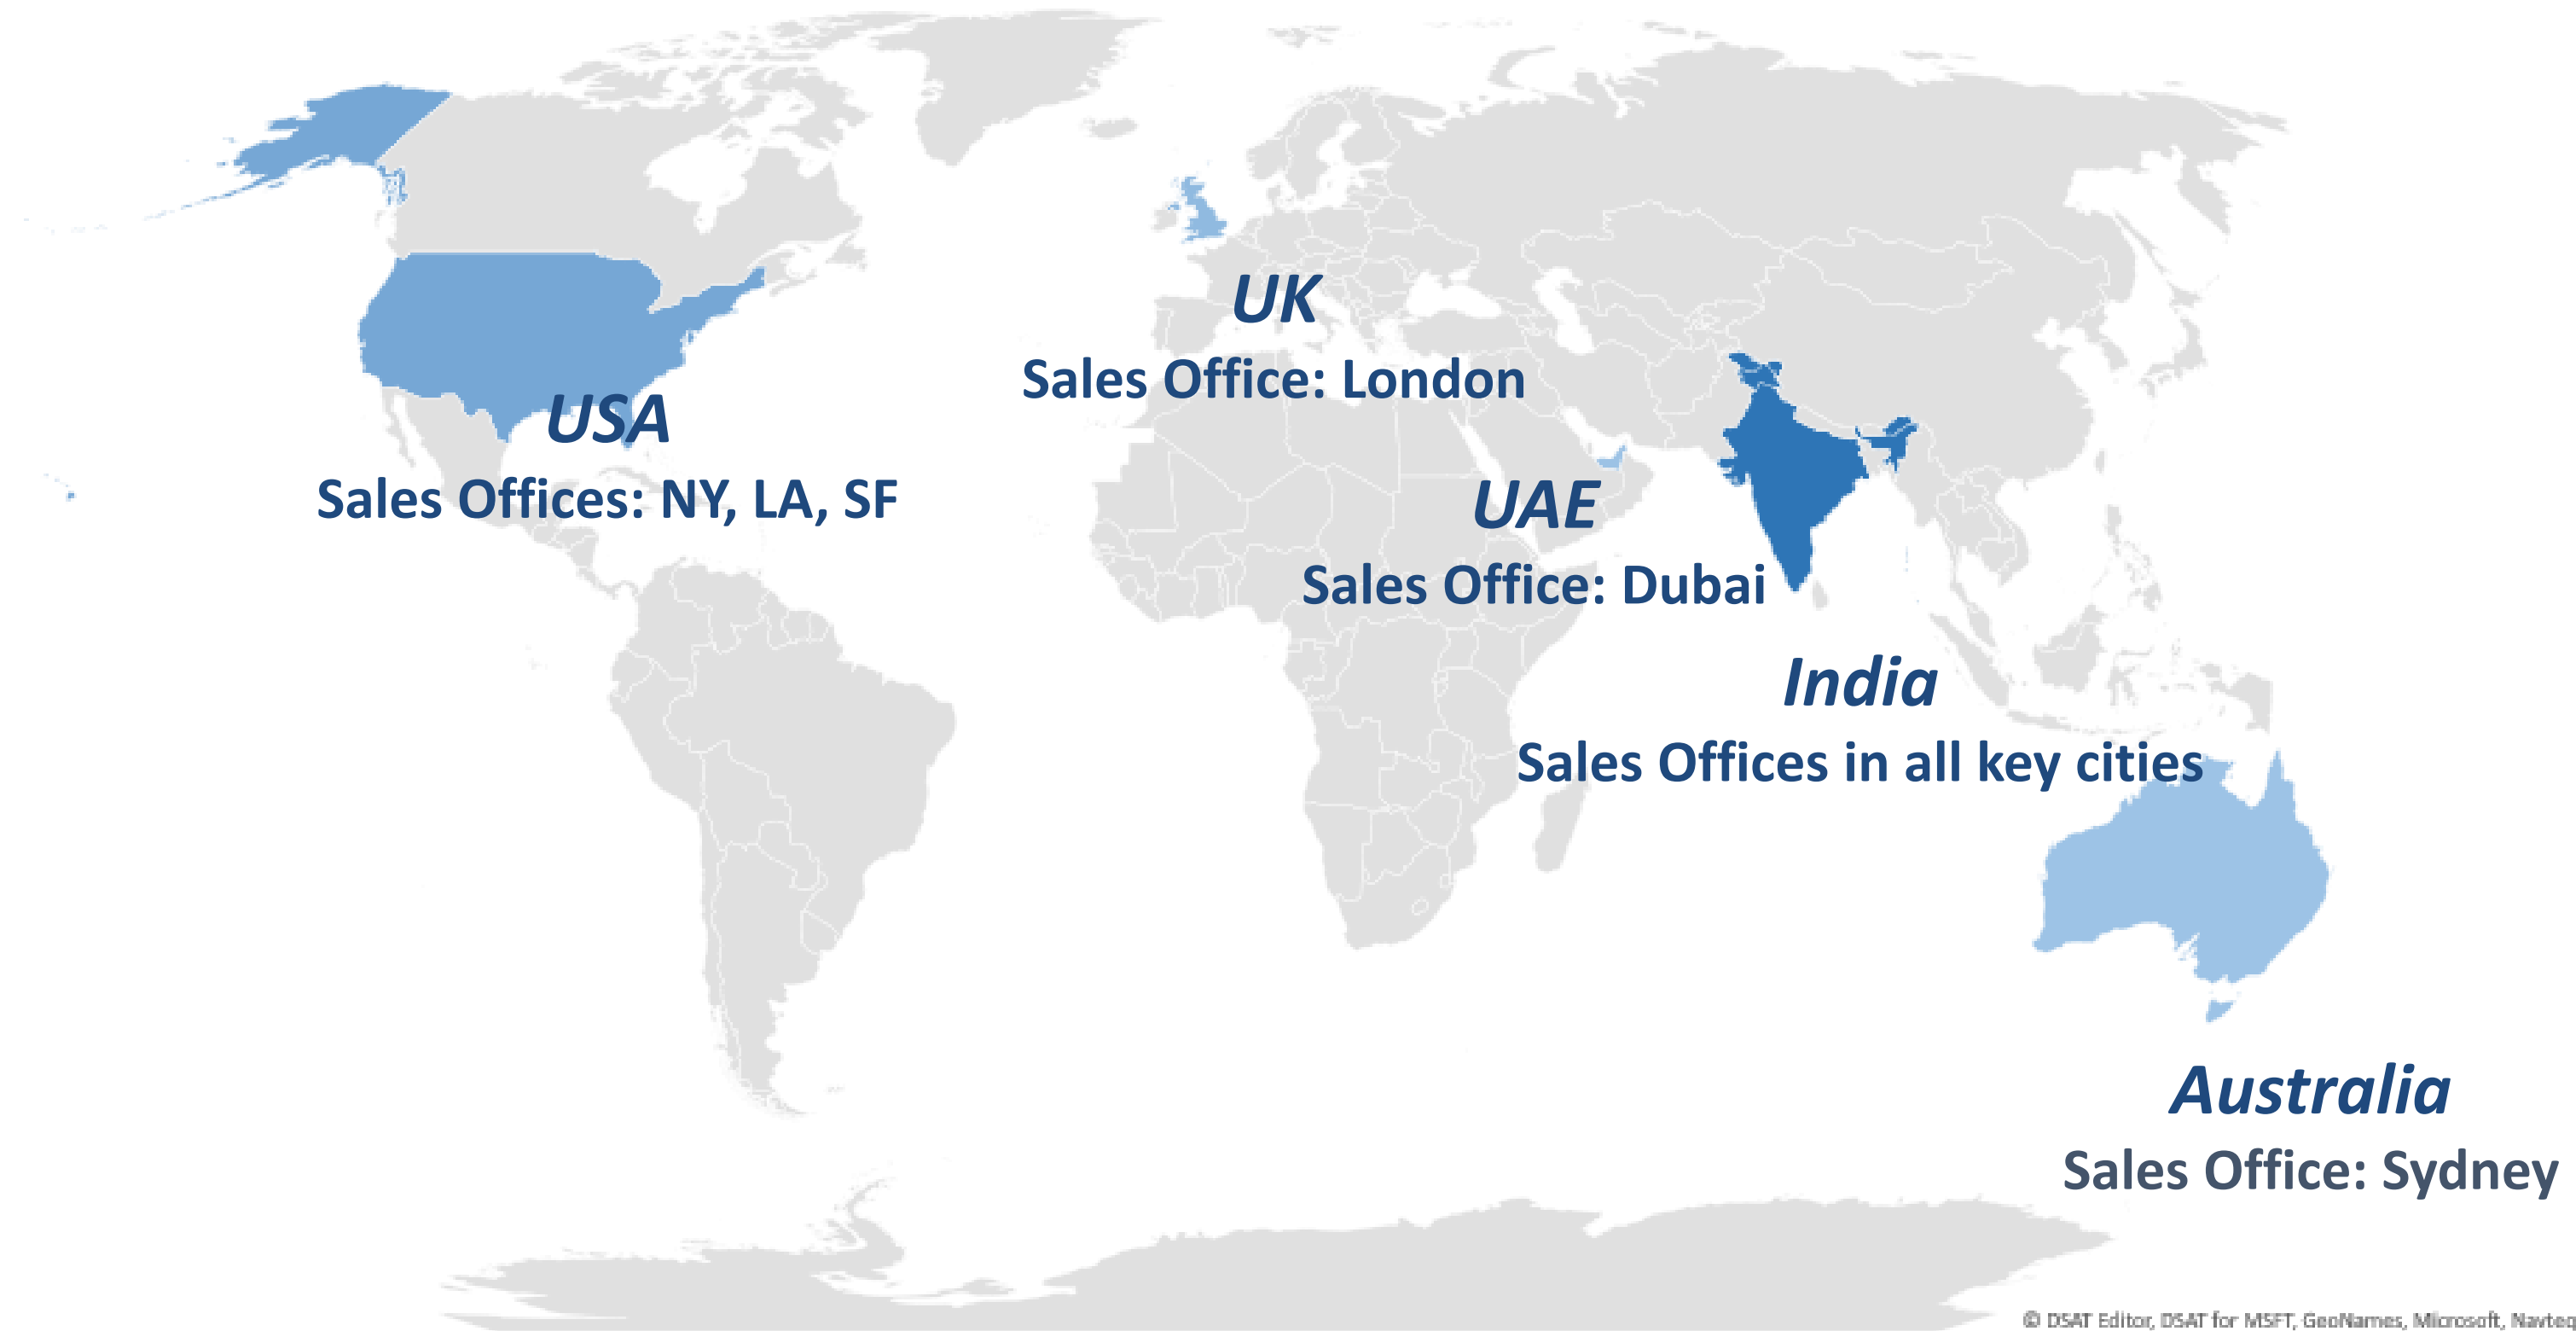 UK
Sales Office: London
USA
Sales Offices: NY, LA, SF
UAE
Sales Office: Dubai
India
Sales Offices in all key cities
Australia
Sales Office: Sydney
© DSAT Editor, DSAT for MSFT, GeoNames, Microsoft, Navteq